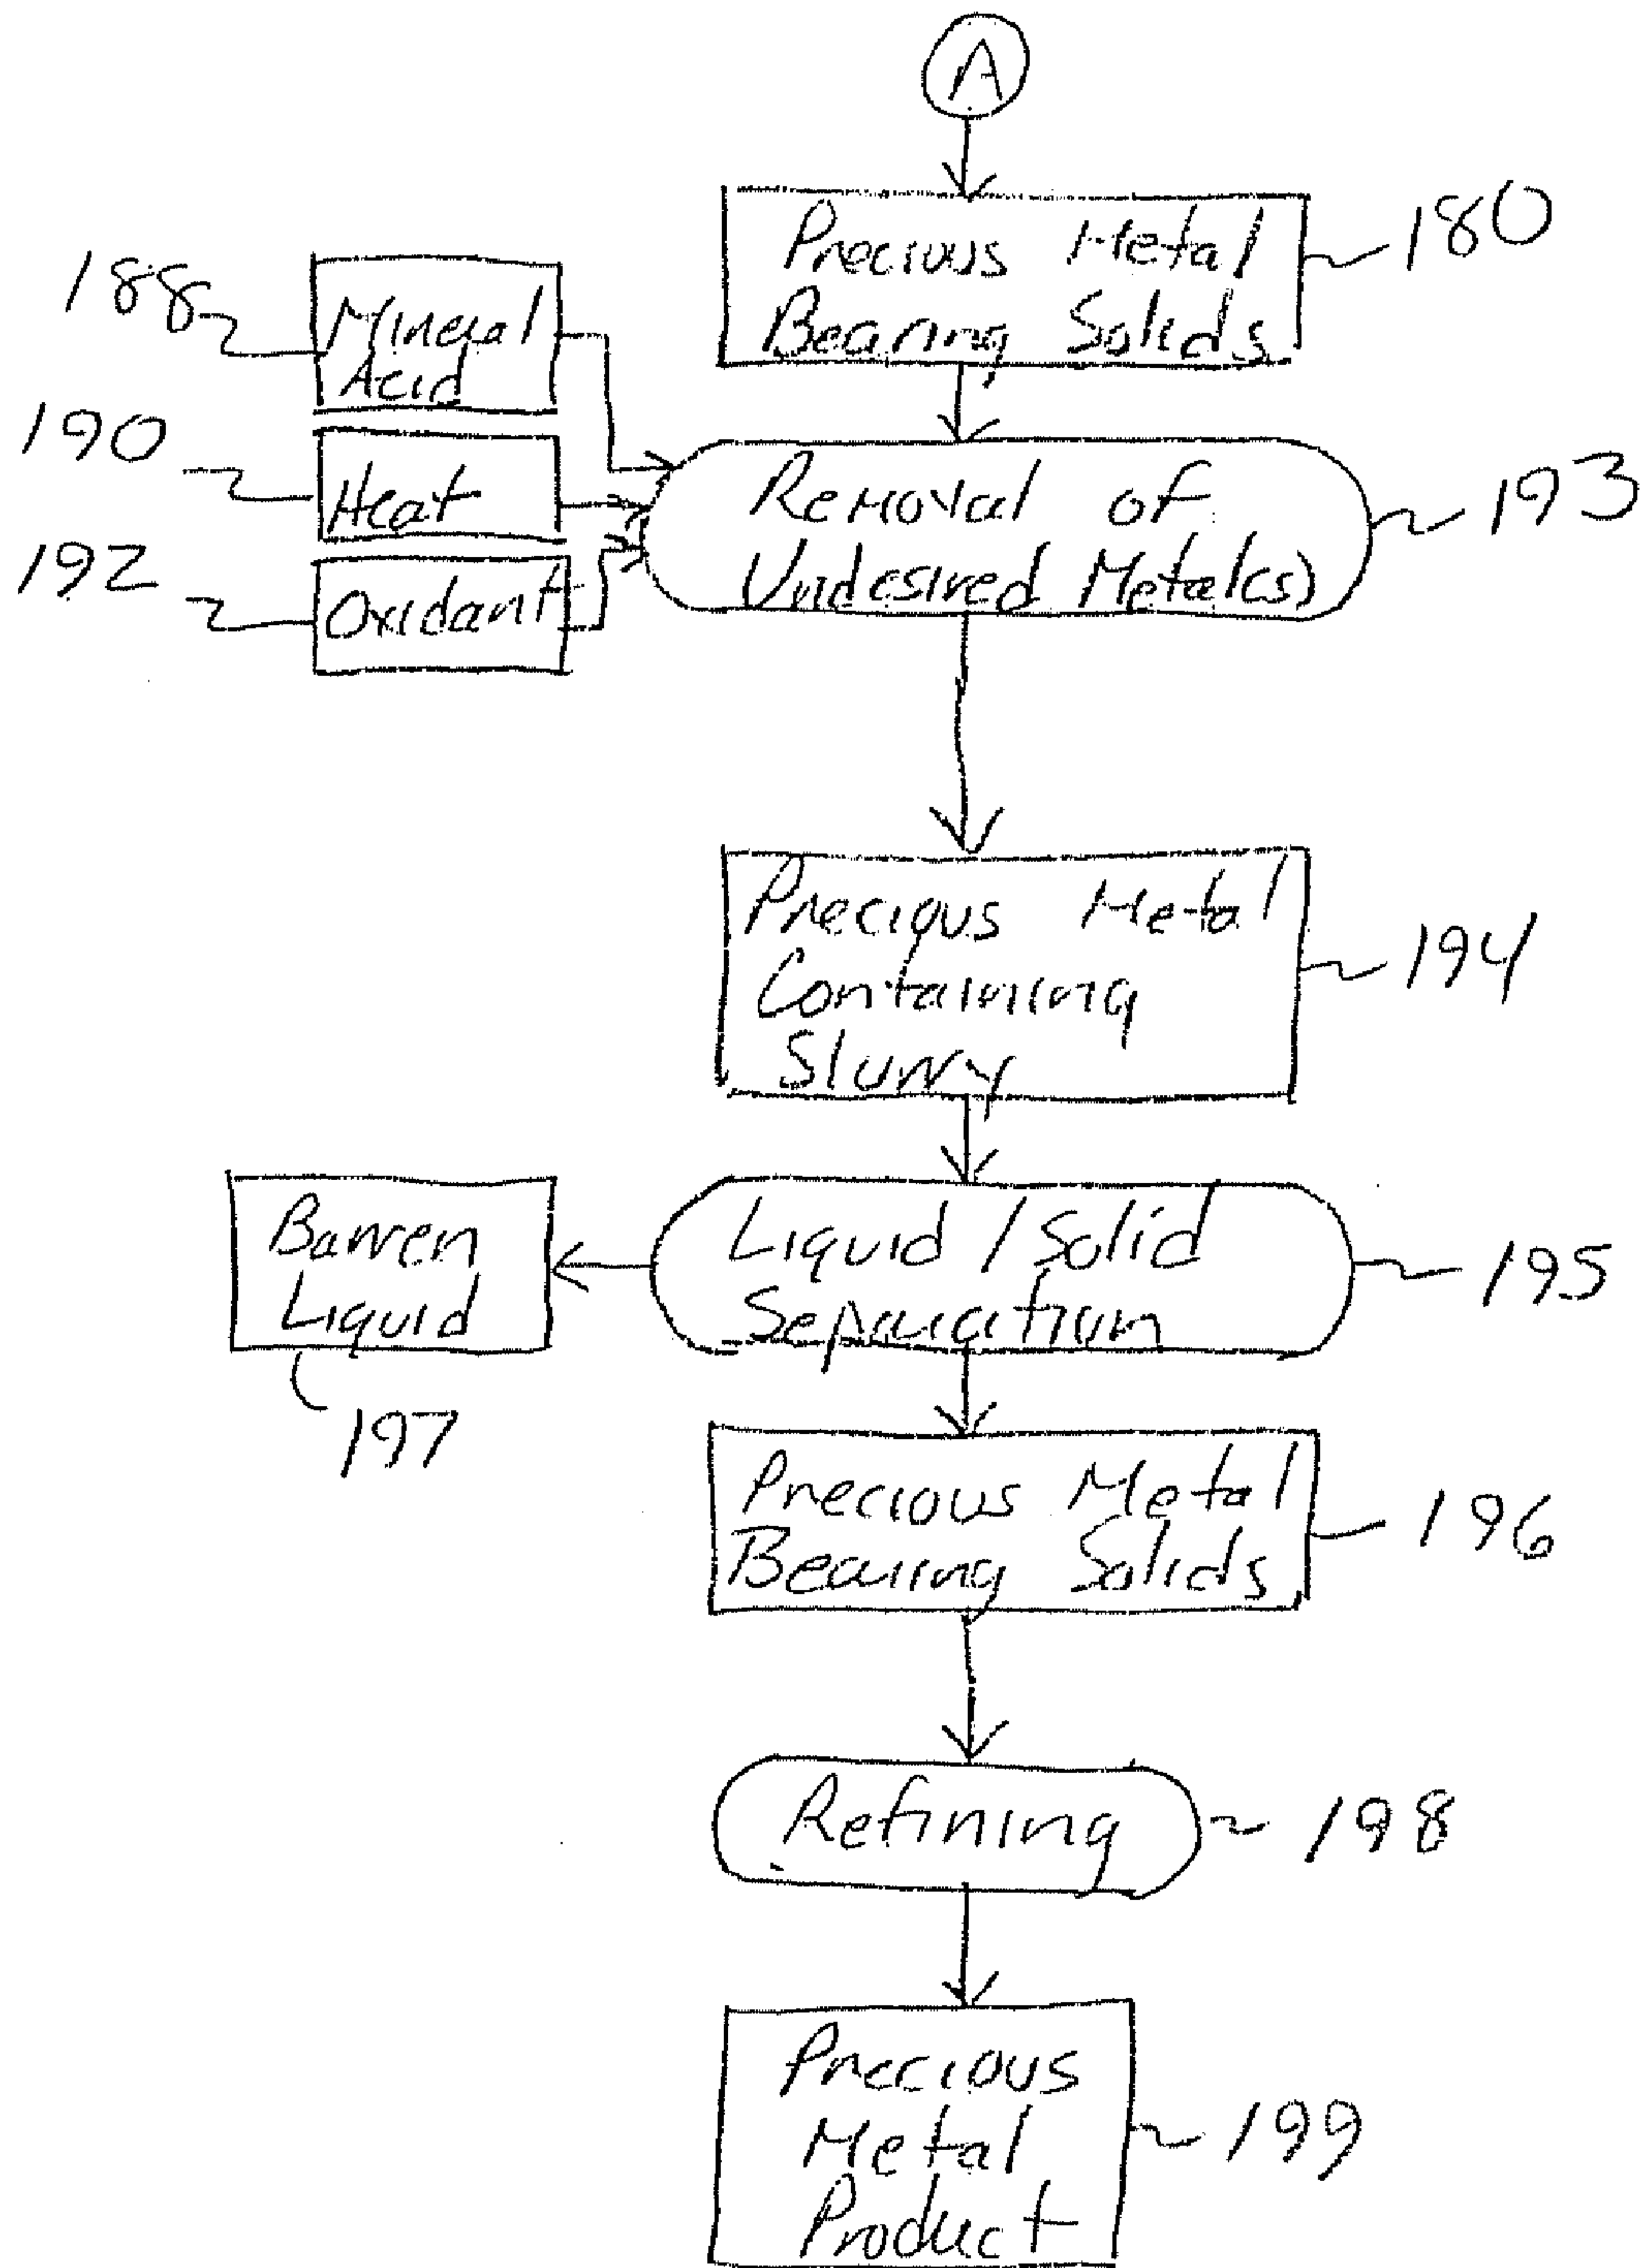 A
Precious Metal
Bearing Solids
180
188
Mineral
Acid
190
Heat
192
Oxidant
Removal of
Undesired Metal(s)
193
Precious Metal
Containing
Slurry
194
Liquid / Solid
Separation
195
Barren
Liquid
197
Precious Metal
Bearing Solids
196
Refining
198
Precious
Metal
Product
199